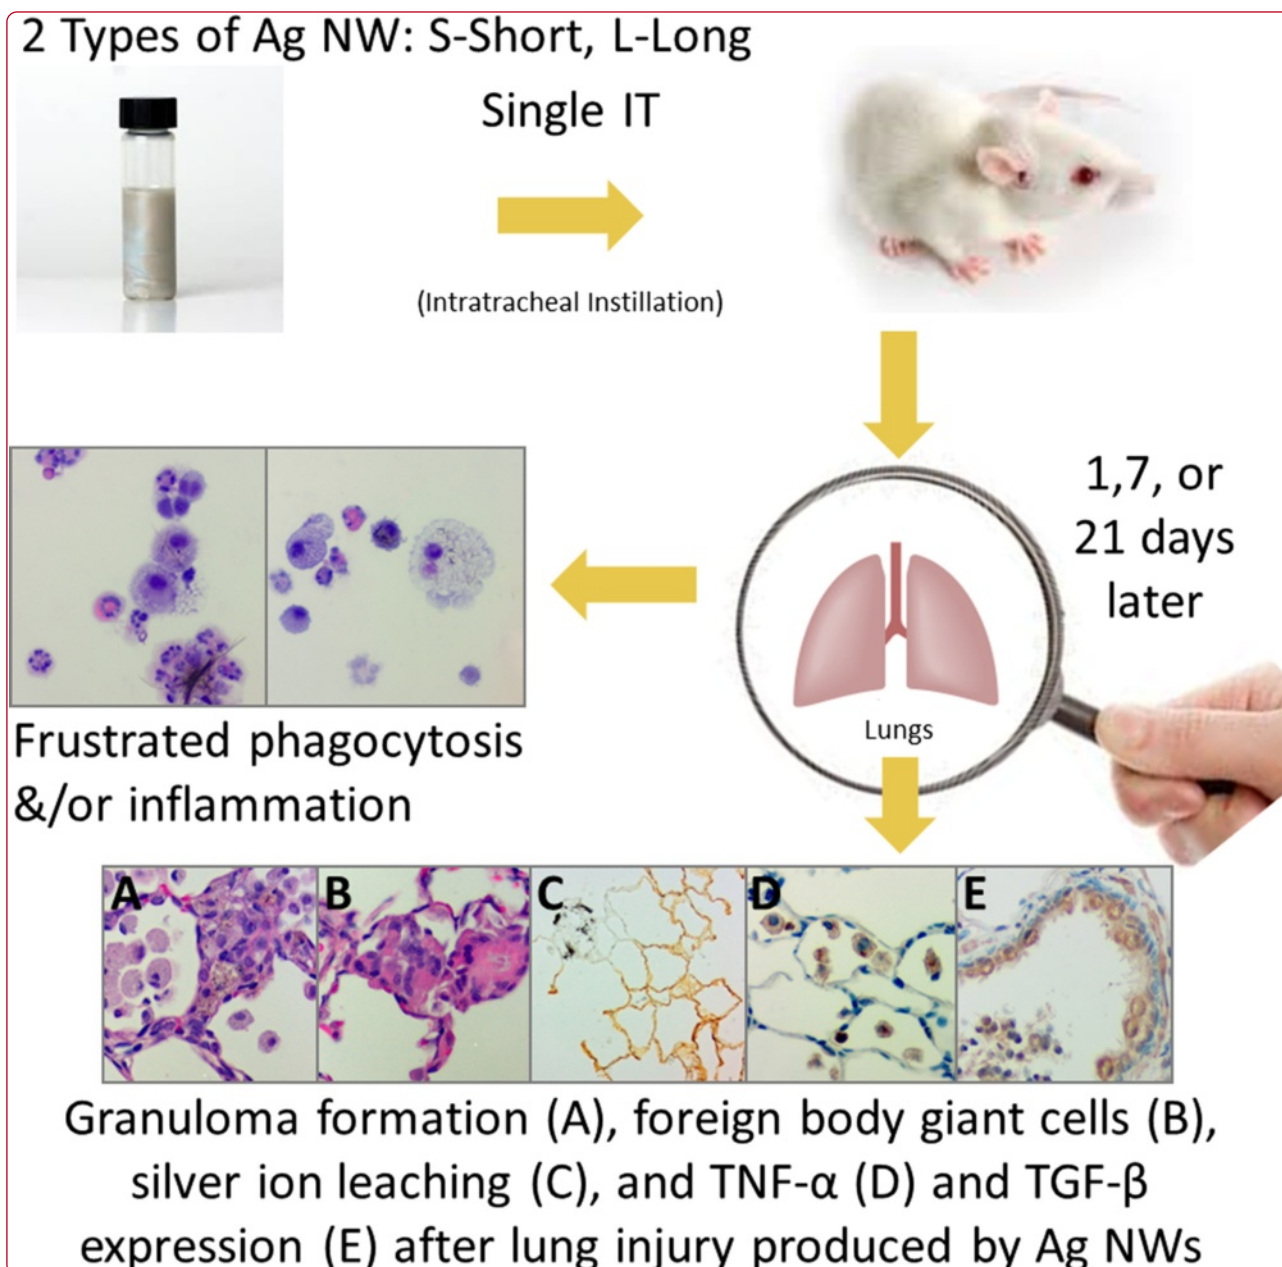 2 Types of Ag NW: S-Short, L-Long
Single IT
(Intratracheal Instillation)
1,7, or
21 days
later
Lungs
Frustrated phagocytosis
&/or inflammation
A
B
C
D
E
Granuloma formation (A), foreign body giant cells (B),
silver ion leaching (C), and TNF-α (D) and TGF-β
expression (E) after lung injury produced by Ag NWs